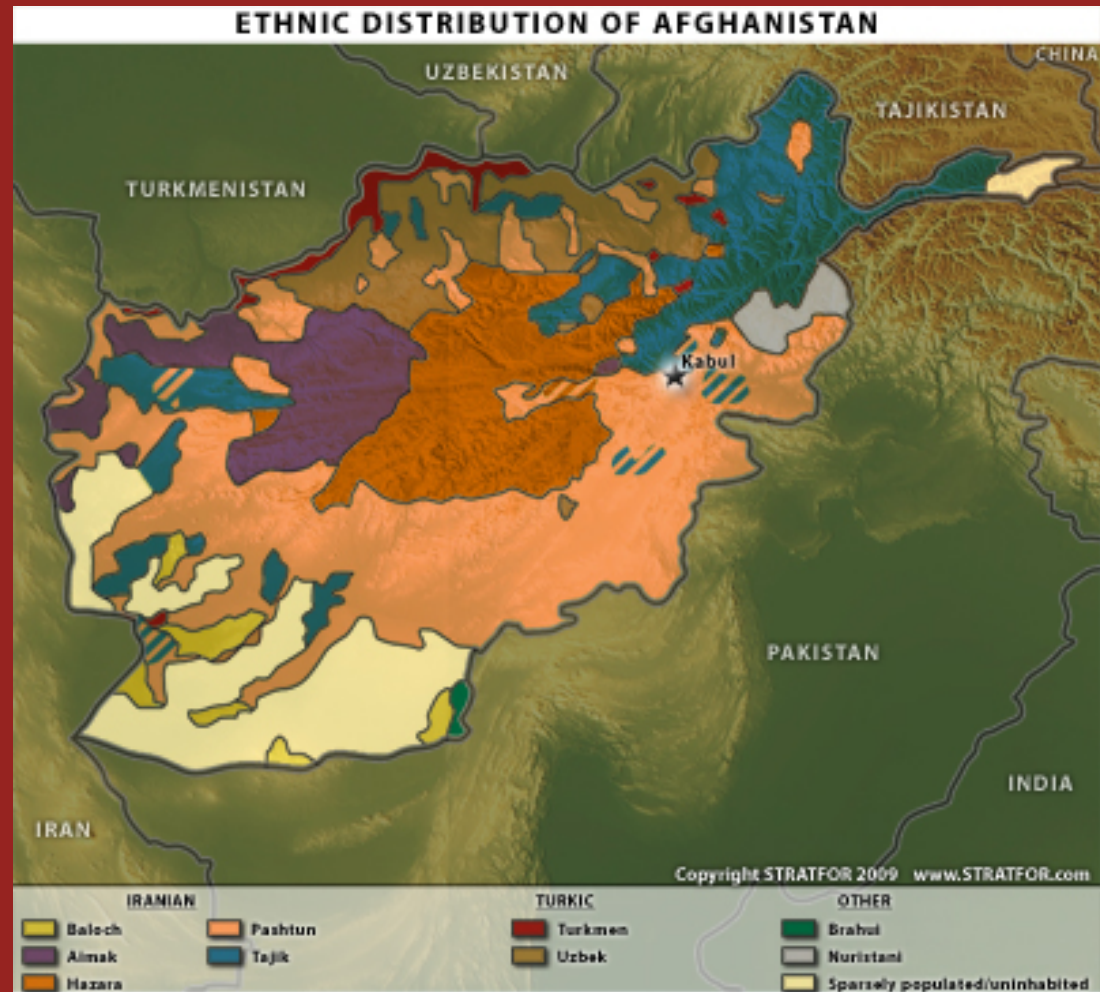 ETHNIC DISTRIBUTION OF AFGHANISTAN
CHINA
UZBEKISTAN
TAJIKISTAN
TURKMENISTAN
Kabul
PAKISTAN
INDIA
IRAN
Copyright STRATFOR 2009 www.STRATFOR.com
IRANIAN TURKIC OTHER
Baloch Pashtun Turkmen Brahui
Aimak Tajik Uzbek Nuristani
Hazara Sparsely populated/uninhabited